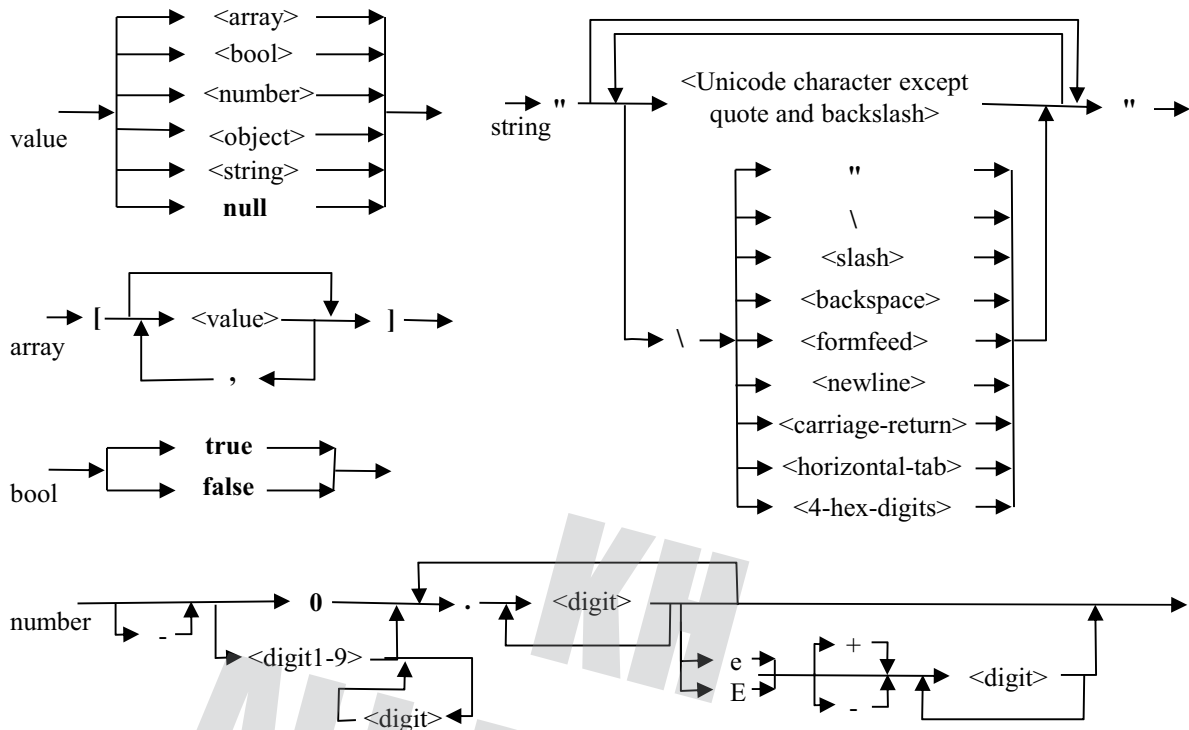 value
<array>
<bool>
<number>
<object>
<string>
null
string
"
<Unicode character except
quote and backslash>
"
\
"
\
<slash>
<backspace>
<formfeed>
<newline>
<carriage-return>
<horizontal-tab>
<4-hex-digits>
array
[
<value>
,
]
bool
true
false
number
-
0
<digit1-9>
<digit>
.
<digit>
e
E
+
-
<digit>
KH